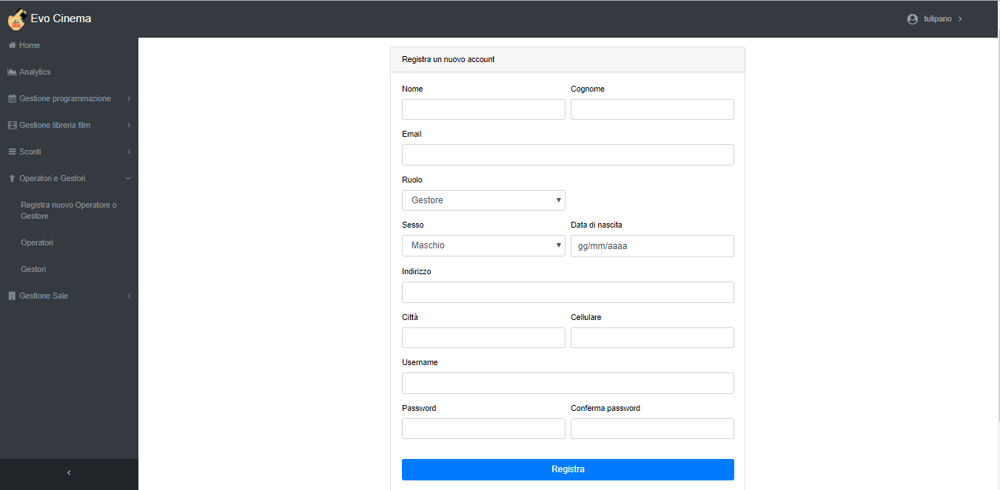 Evo Cinema
tulipano
Home
Analytics
Gestione programmazione
Gestione libreria film
Sconti
Operatori e Gestori
Registra nuovo Operatore o
Gestore
Operatori
Gestori
Gestione Sale
Registra un nuovo account
Nome Cognome
Email
Ruolo
Gestore
Sesso Data di nascita
Maschio gg/mm/aaaa
Indirizzo
Città Cellulare
Username
Password Conferma password
Registra